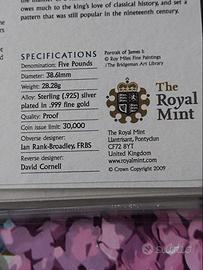 owes much to the king's love of classical history, and set a
pattern that was still popular in the nineteenth century.
SPECIFICATIONS
Denomination: Five Pounds
Diameter: 38.61mm
Weight: 28.28g
Alloy: Sterling (.925) silver
plated in .999 fine gold
Quality: Proof
Coin issue limit: 30,000
Obverse designer:
Ian Rank-Broadley, FRBS
Reverse designer:
David Cornell
Portrait of James I:
© Roy Miles Fine Paintings
/ The Bridgeman Art Library
The
Royal
Mint
The Royal Mint
Llantrisant, Pontyclun
CF72 8YT
United Kingdom
www.royalmint.com
© Crown Copyright 2009
Subito.it